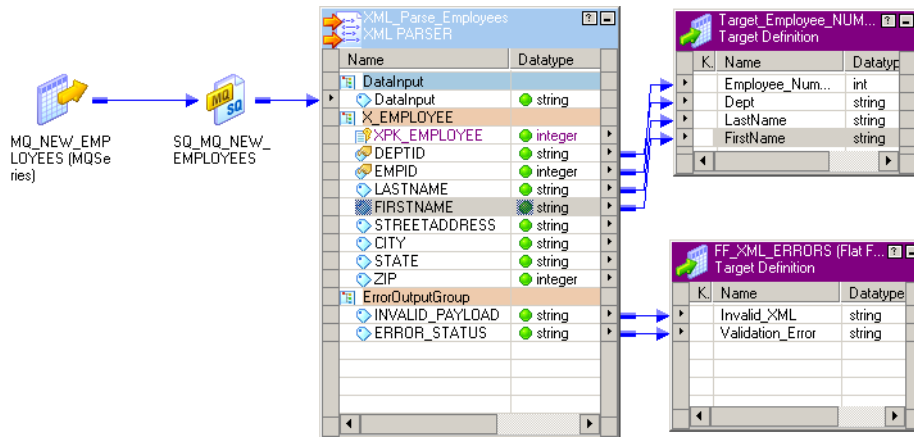 MQ_NEW_EMP
LOYEES (MQSe
ries)
SQ_MQ_NEW_
EMPLOYEES
MQ
SQ
XML_Parse_Employees
XML PARSER
Name Datatype
DataInput
DataInput string
X_EMPLOYEE
XPK_EMPLOYEE integer
DEPTID string
EMPID integer
LASTNAME string
FIRSTNAME string
STREETADDRESS string
CITY string
STATE string
ZIP integer
ErrorOutputGroup
INVALID_PAYLOAD string
ERROR_STATUS string
Target_Employee_NUM...
Target Definition
K. Name Datatyp
Employee_Num... int
Dept string
LastName string
FirstName string
FF_XML_ERRORS (Flat F...
Target Definition
K. Name Datatype
Invalid_XML string
Validation_Error string